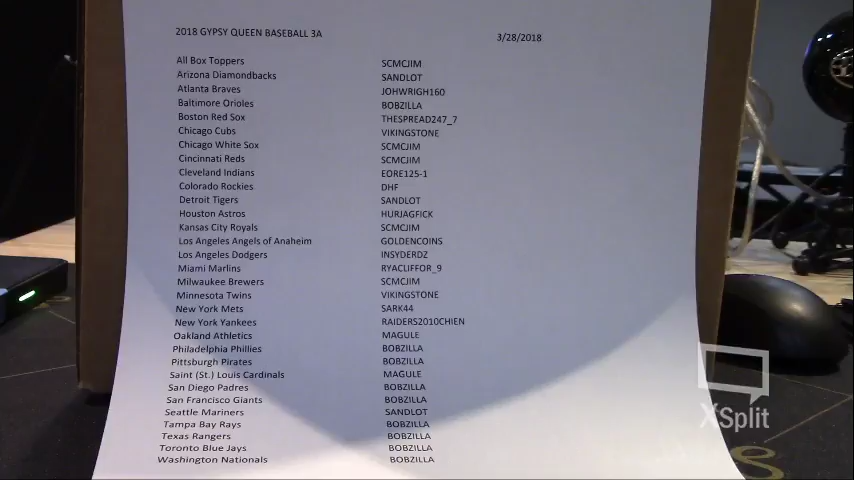 2018 GYPSY QUEEN BASEBALL 3A 3/28/2018
All Box Toppers SCMCJIM
Arizona Diamondbacks SANDLOT
Atlanta Braves JOHWRIGH160
Baltimore Orioles BOBZILLA
Boston Red Sox THESPREAD247_7
Chicago Cubs VIKINGSTONE
Chicago White Sox SCMCJIM
Cincinnati Reds SCMCJIM
Cleveland Indians EORE125-1
Colorado Rockies DHF
Detroit Tigers SANDLOT
Houston Astros HURJAGFICK
Kansas City Royals SCMCJIM
Los Angeles Angels of Anaheim GOLDENCOINS
Los Angeles Dodgers INSYDERDZ
Miami Marlins RYACLIFFOR_9
Milwaukee Brewers SCMCJIM
Minnesota Twins VIKINGSTONE
New York Mets SARK44
New York Yankees RAIDERS2010CHIEN
Oakland Athletics MAGULE
Philadelphia Phillies BOBZILLA
Pittsburgh Pirates BOBZILLA
Saint (St.) Louis Cardinals MAGULE
San Diego Padres BOBZILLA
San Francisco Giants BOBZILLA
Seattle Mariners SANDLOT
Tampa Bay Rays BOBZILLA
Texas Rangers BOBZILLA
Toronto Blue Jays BOBZILLA
Washington Nationals BOBZILLA
XSplit